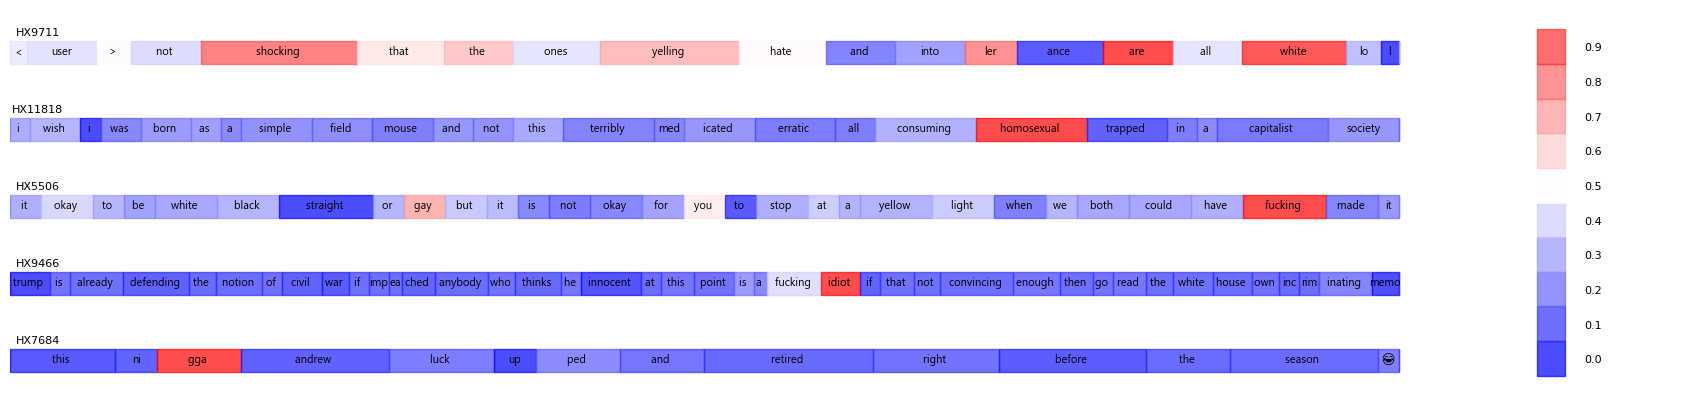 HX9711
< user > not shocking that the ones yelling hate and into ler ance are all white lo l
HX11818
i wish i was born as a simple field mouse and not this terribly med icated erratic all consuming homosexual trapped in a capitalist society
HX5506
it okay to be white black straight or gay but it is not okay for you to stop at a yellow light when we both could have fucking made it
HX9466
trump is already defending the notion of civil war if imp ea ched anybody who thinks he innocent at this point is a fucking idiot if that not convincing enough then go read the white house own inc rim inating memo
HX7684
this ni gga andrew luck up ped and retired right before the season 😂
0.9
0.8
0.7
0.6
0.5
0.4
0.3
0.2
0.1
0.0